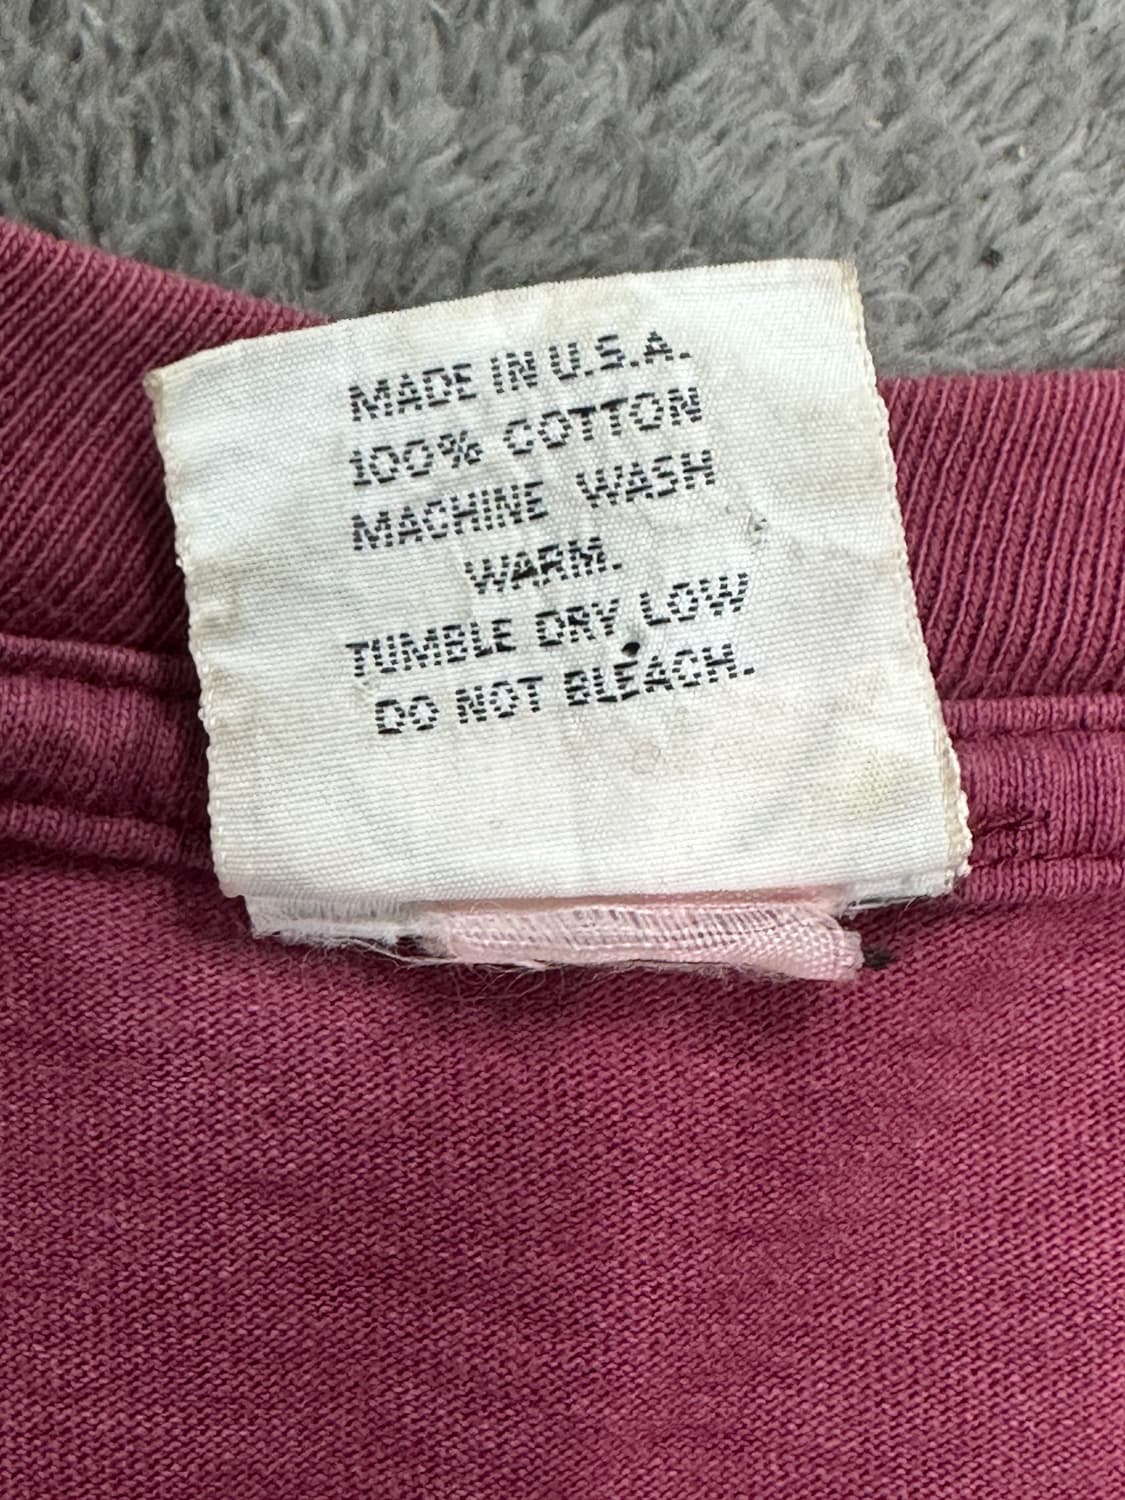 MADE IN U.S.A.
100% COTTON
MACHINE WASH
WARM.
TUMBLE DRY LOW
DO NOT BLEACH.